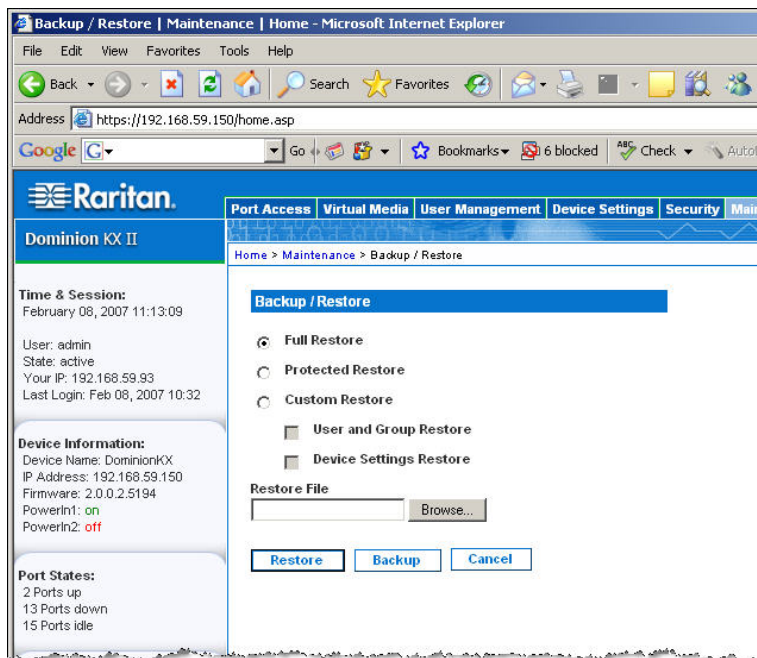 Backup / Restore | Maintenance | Home - Microsoft Internet Explorer
File Edit View Favorites Tools Help
Back Search Favorites
Address https://192.168.59.150/home.asp
Google G Go Bookmarks 6 blocked ABC Check
Raritan.
Port Access Virtual Media User Management Device Settings Security
Dominion KX II
Home > Maintenance > Backup / Restore
Time & Session:
February 08, 2007 11:13:09
User: admin
State: active
Your IP: 192.168.59.93
Last Login: Feb 08, 2007 10:32
Device Information:
Device Name: DominionKX
IP Address: 192.168.59.150
Firmware: 2.0.0.2.5194
PowerIn1: on
PowerIn2: off
Port States:
2 Ports up
13 Ports down
15 Ports idle
Backup / Restore
Full Restore
Protected Restore
Custom Restore
User and Group Restore
Device Settings Restore
Restore File
Browse...
Restore Backup Cancel